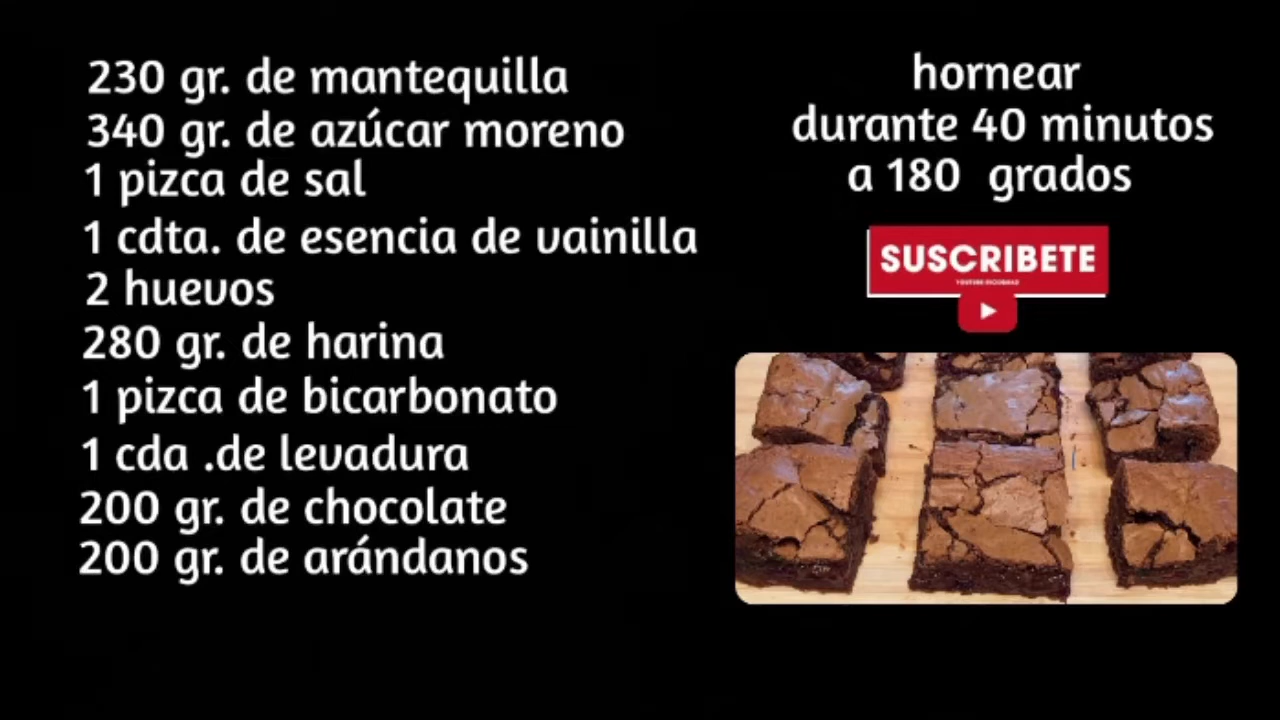 230 gr. de mantequilla
340 gr. de azúcar moreno
1 pizca de sal
1 cdta. de esencia de vainilla
2 huevos
280 gr. de harina
1 pizca de bicarbonato
1 cda .de levadura
200 gr. de chocolate
200 gr. de arándanos
hornear
durante 40 minutos
a 180 grados
SUSCRIBETE